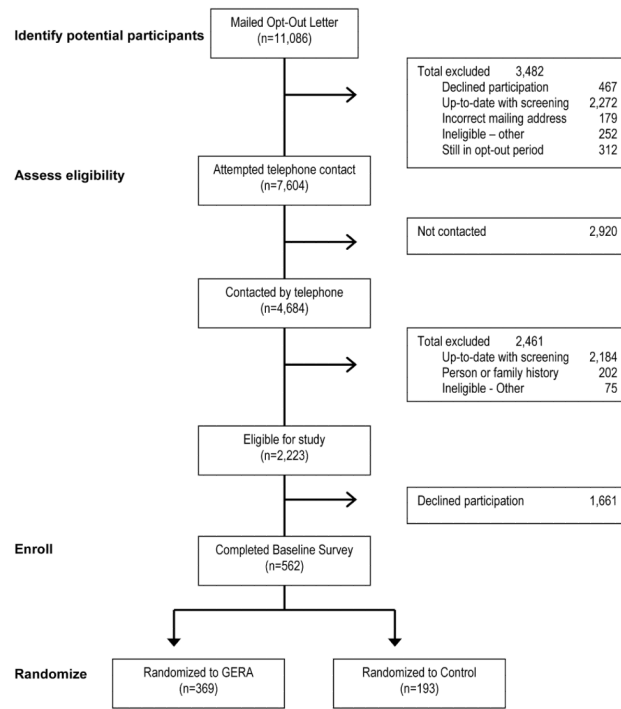 Identify potential participants
Mailed Opt-Out Letter
(n=11,086)
Total excluded 3,482
Declined participation 467
Up-to-date with screening 2,272
Incorrect mailing address 179
Ineligible – other 252
Still in opt-out period 312
Assess eligibility
Attempted telephone contact
(n=7,604)
Not contacted 2,920
Contacted by telephone
(n=4,684)
Total excluded 2,461
Up-to-date with screening 2,184
Person or family history 202
Ineligible - Other 75
Eligible for study
(n=2,223)
Declined participation 1,661
Enroll
Completed Baseline Survey
(n=562)
Randomize
Randomized to GERA
(n=369)
Randomized to Control
(n=193)